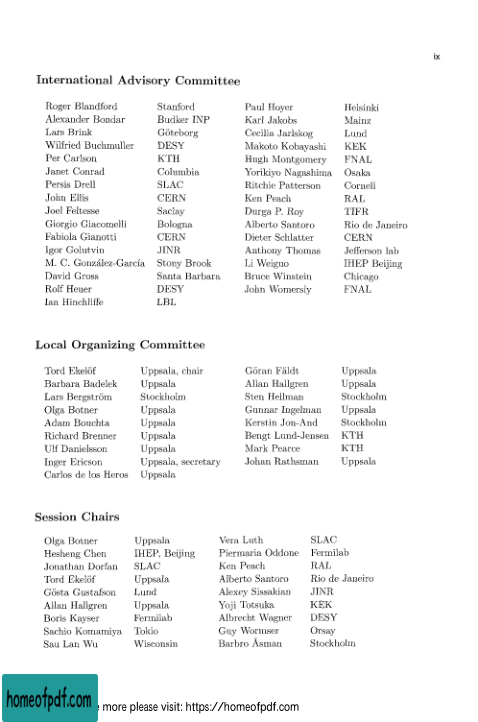 ix
International Advisory Committee
Roger Blandford Stanford Paul Hoyer Helsinki
Alexander Bondar Budker INP Karl Jakobs Mainz
Lars Brink Göteborg Cecilia Jarlskog Lund
Wilfried Buchmuller DESY Makoto Kobayashi KEK
Per Carlson KTH Hugh Montgomery FNAL
Janet Conrad Columbia Yorikiyo Nagashima Osaka
Persis Drell SLAC Ritchie Patterson Cornell
John Ellis CERN Ken Peach RAL
Joel Feltesse Saclay Durga P. Roy TIFR
Giorgio Giacomelli Bologna Alberto Santoro Rio de Janeiro
Fabiola Gianotti CERN Dieter Schlatter CERN
Igor Golutvin JINR Anthony Thomas Jefferson lab
M. C. González-García Stony Brook Li Weiguo IHEP Beijing
David Gross Santa Barbara Bruce Winstein Chicago
Rolf Heuer DESY John Womersly FNAL
Ian Hinchliffe LBL
Local Organizing Committee
Tord Ekelöf Uppsala, chair Göran Fäldt Uppsala
Barbara Badelek Uppsala Allan Hallgren Uppsala
Lars Bergström Stockholm Sten Hellman Stockholm
Olga Botner Uppsala Gunnar Ingelman Uppsala
Adam Bouchta Uppsala Kerstin Jon-And Stockholm
Richard Brenner Uppsala Bengt Lund-Jensen KTH
Ulf Danielsson Uppsala Mark Pearce KTH
Inger Ericson Uppsala, secretary Johan Rathsman Uppsala
Carlos de los Heros Uppsala
Session Chairs
Olga Botner Uppsala Vera Luth SLAC
Hesheng Chen IHEP, Beijing Piermaria Oddone Fermilab
Jonathan Dorfan SLAC Ken Peach RAL
Tord Ekelöf Uppsala Alberto Santoro Rio de Janeiro
Gösta Gustafson Lund Alexey Sissakian JINR
Allan Hallgren Uppsala Yoji Totsuka KEK
Boris Kayser Fermilab Albrecht Wagner DESY
Sachio Komamiya Tokio Guy Wormser Orsay
Sau Lan Wu Wisconsin Barbro Åsman Stockholm
homeofpdf.com more please visit: https://homeofpdf.com